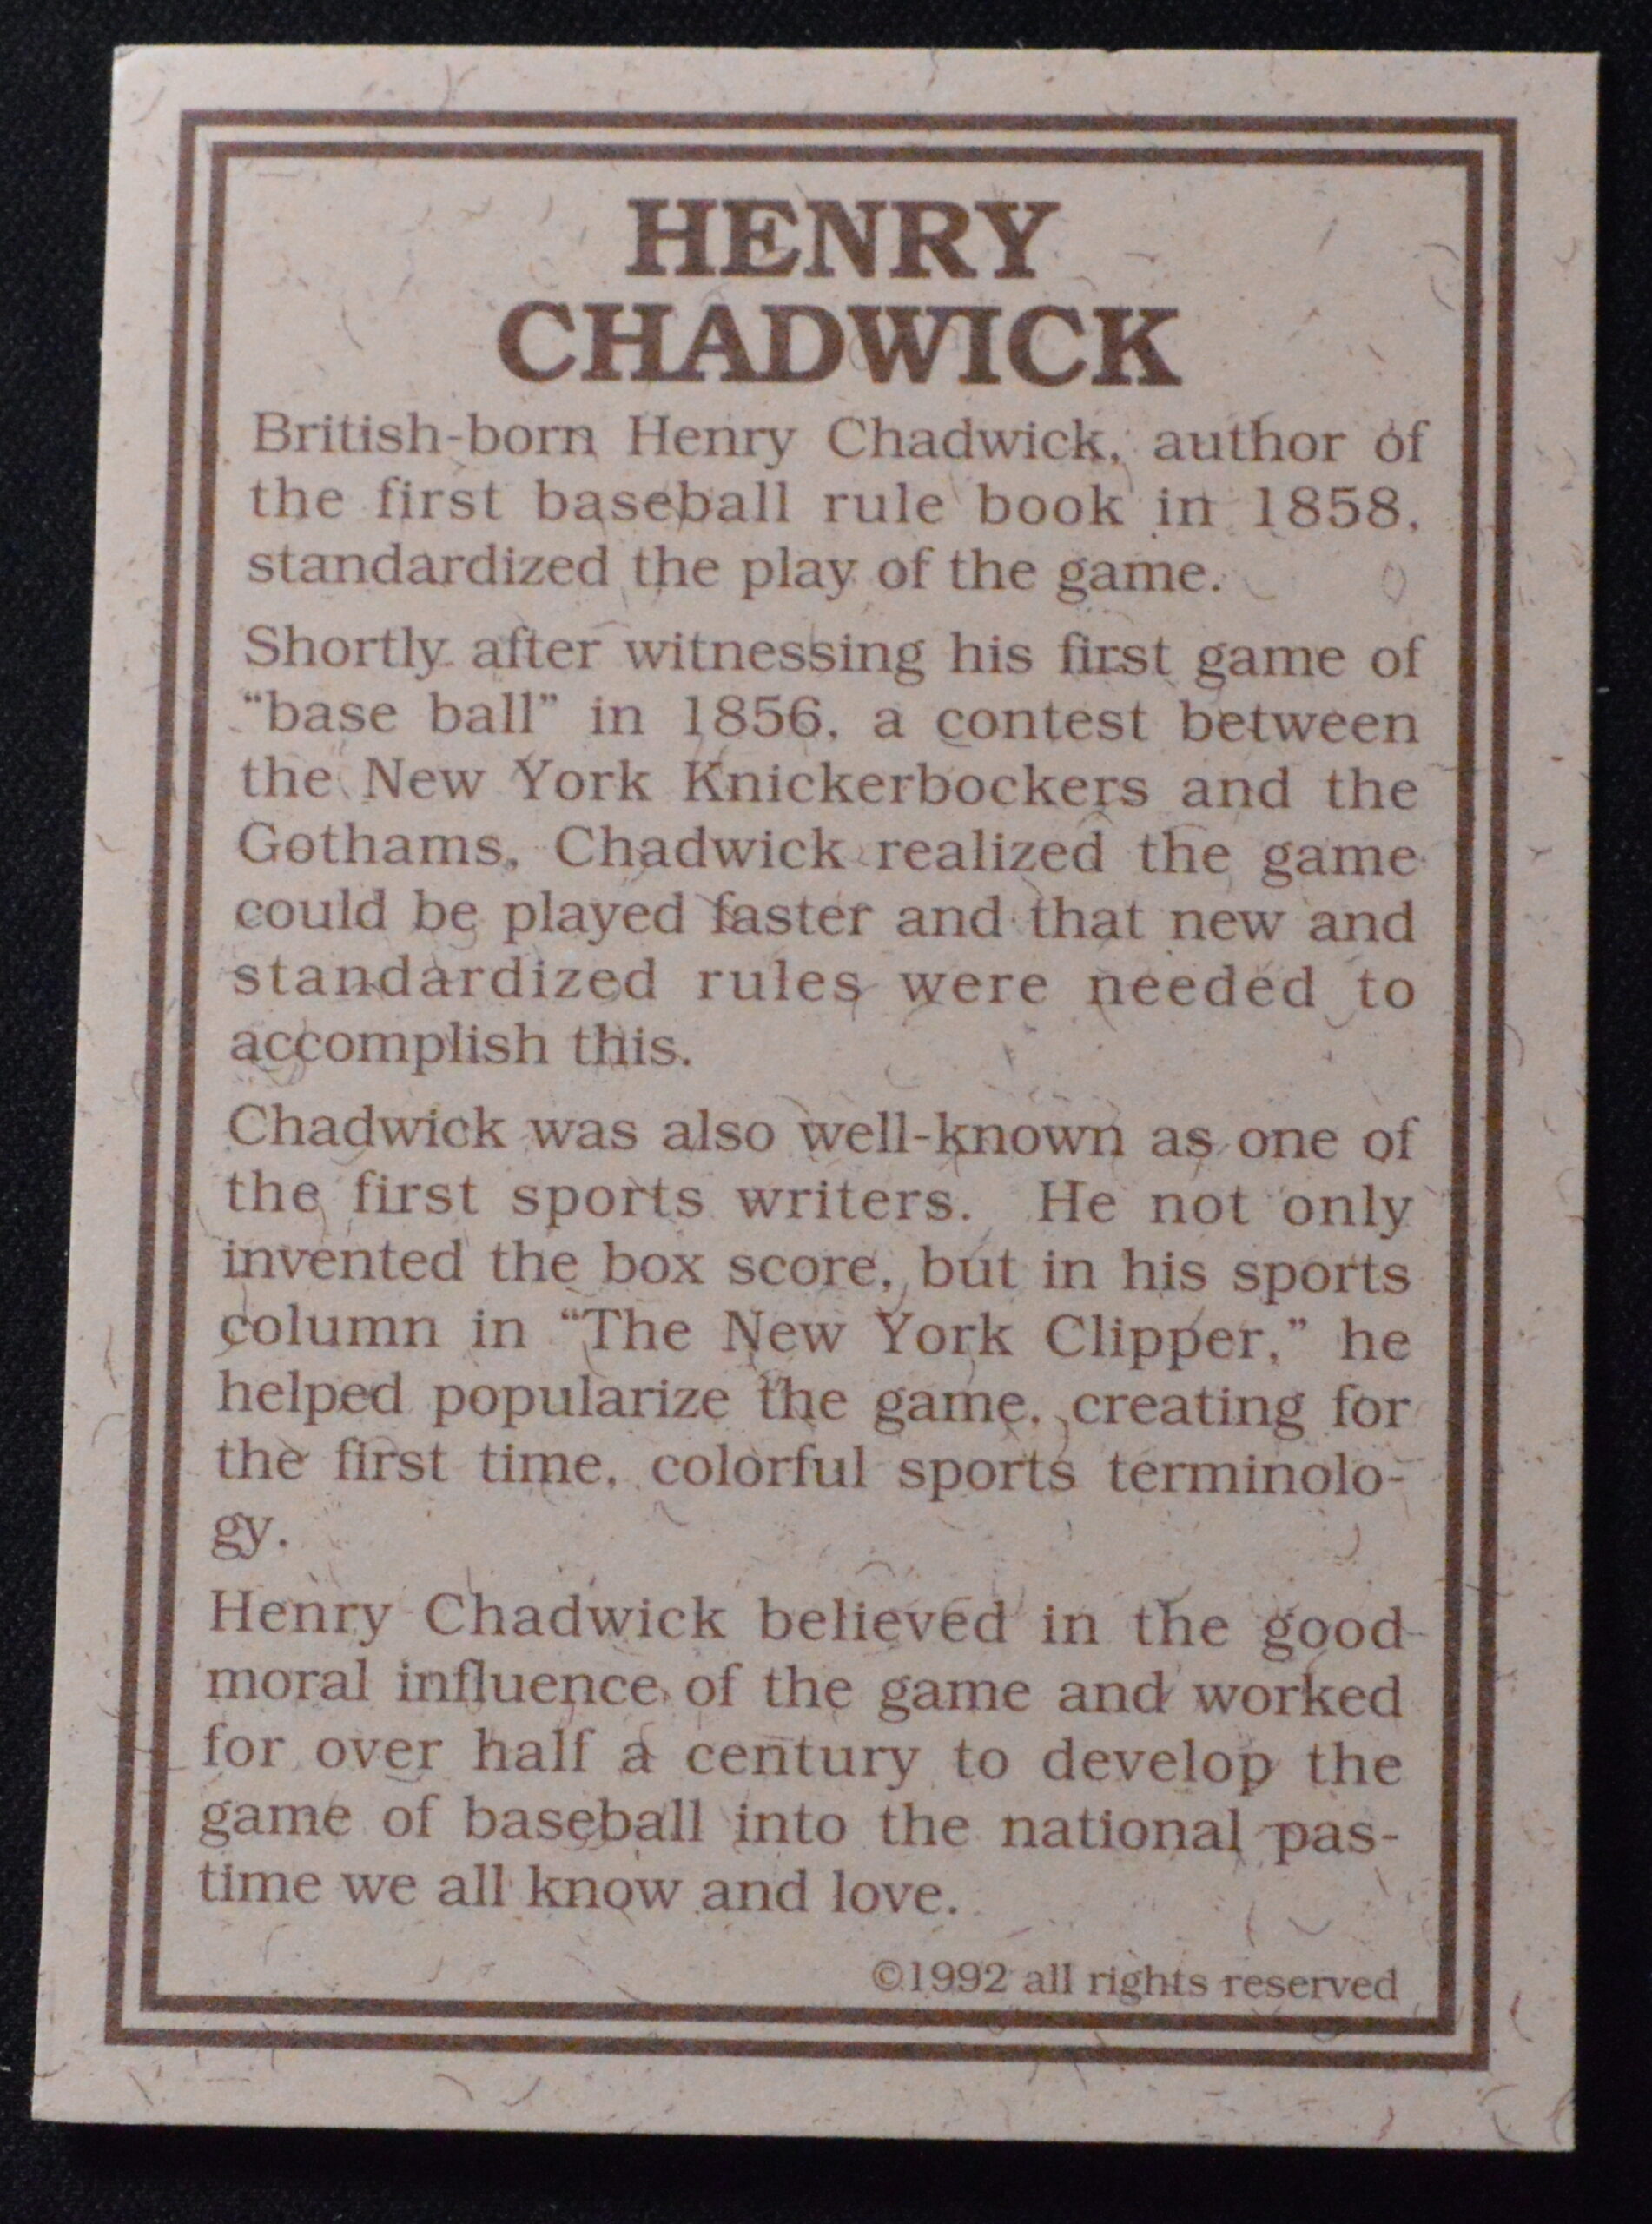 HENRY
CHADWICK
British-born Henry Chadwick, author of
the first baseball rule book in 1858,
standardized the play of the game.
Shortly after witnessing his first game of
“base ball” in 1856, a contest between
the New York Knickerbockers and the
Gothams, Chadwick realized the game
could be played faster and that new and
standardized rules were needed to
accomplish this.
Chadwick was also well-known as one of
the first sports writers. He not only
invented the box score, but in his sports
column in “The New York Clipper,” he
helped popularize the game, creating for
the first time, colorful sports terminolo-
gy.
Henry Chadwick believed in the good
moral influence of the game and worked
for over half a century to develop the
game of baseball into the national pas-
time we all know and love.
©1992 all rights reserved